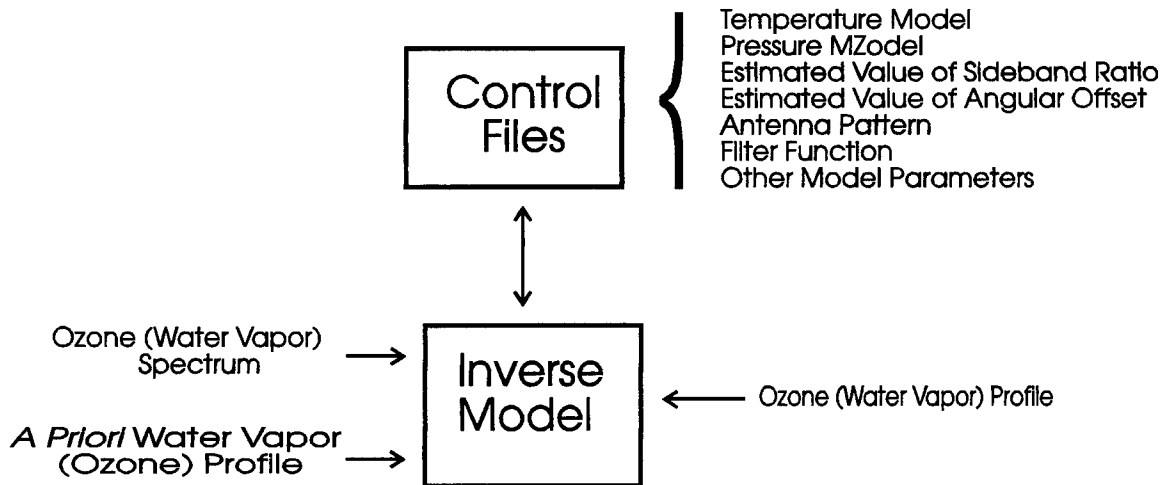 Control
Files
Temperature Model
Pressure MZodel
Estimated Value of Sideband Ratio
Estimated Value of Angular Offset
Antenna Pattern
Filter Function
Other Model Parameters
Ozone (Water Vapor)
Spectrum
A Priori Water Vapor
(Ozone) Profile
Inverse
Model
Ozone (Water Vapor) Profile